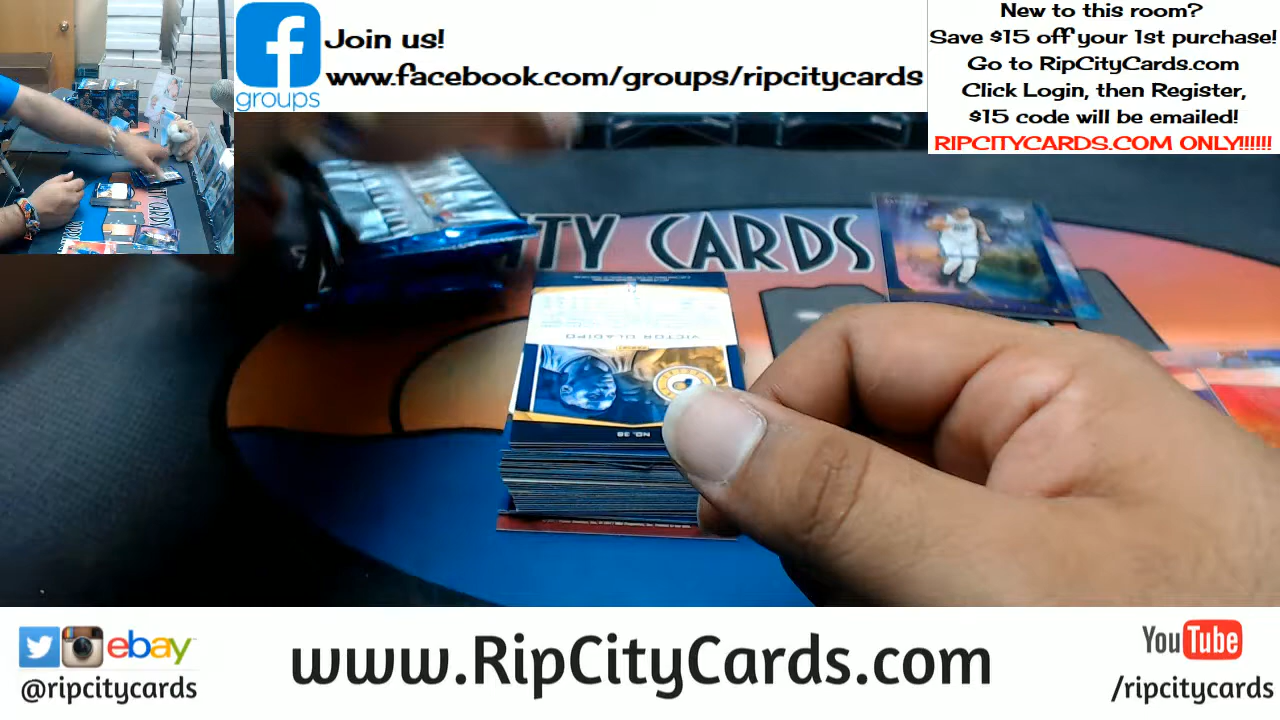 groups
Join us!
www.facebook.com/groups/ripcitycards
New to this room?
Save $15 off your 1st purchase!
Go to RipCityCards.com
Click Login, then Register,
$15 code will be emailed!
RIPCITYCARDS.COM ONLY!!!!!!
ITY CARDS
VICTOR OLADIPO
NO. 38
ebay
@ripcitycards
www.RipCityCards.com
YouTube
/ripcitycards